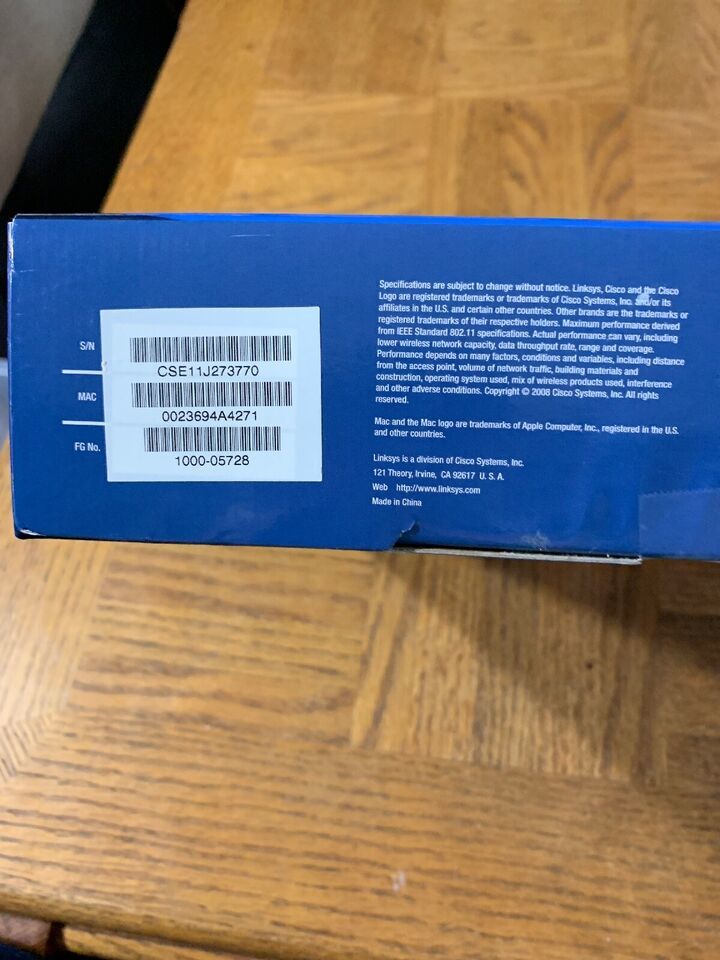 S/N
CSE11J273770
MAC
0023694A4271
FG No.
1000-05728
Specifications are subject to change without notice. Linksys, Cisco and the Cisco
Logo are registered trademarks or trademarks of Cisco Systems, Inc. and/or its
affiliates in the U.S. and certain other countries. Other brands are the trademarks or
registered trademarks of their respective holders. Maximum performance derived
from IEEE Standard 802.11 specifications. Actual performance can vary, including
lower wireless network capacity, data throughput rate, range and coverage.
Performance depends on many factors, conditions and variables, including distance
from the access point, volume of network traffic, building materials and
construction, operating system used, mix of wireless products used, interference
and other adverse conditions. Copyright © 2008 Cisco Systems, Inc. All rights
reserved.
Mac and the Mac logo are trademarks of Apple Computer, Inc., registered in the U.S.
and other countries.
Linksys is a division of Cisco Systems, Inc.
121 Theory, Irvine, CA 92617 U. S. A.
Web http://www.linksys.com
Made in China